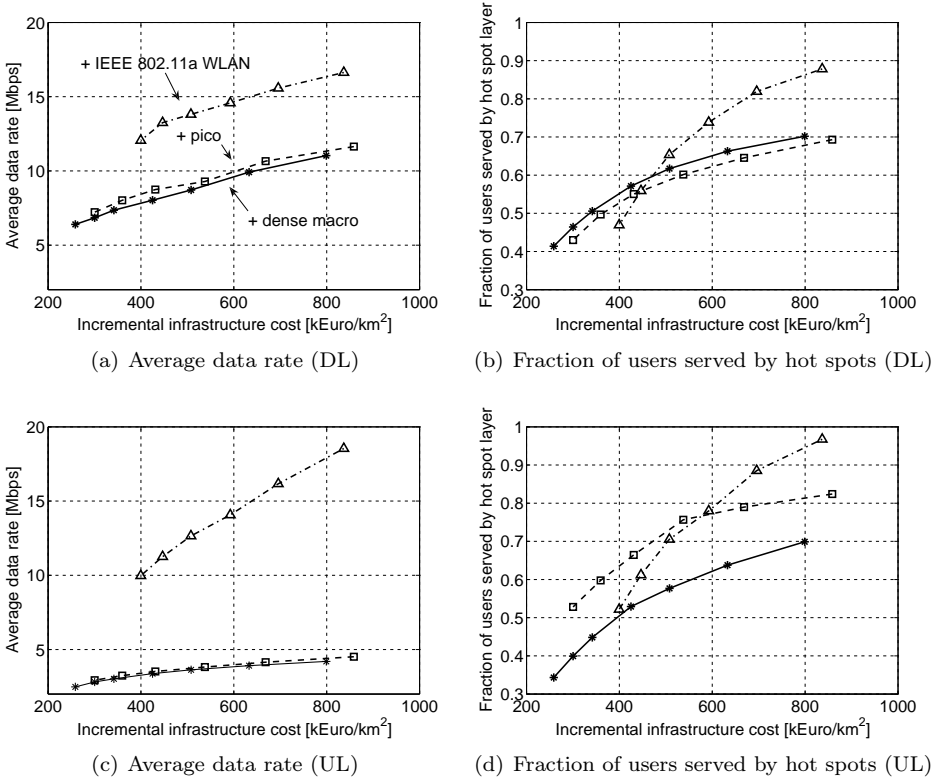 20
15
10
5
200 400 600 800 1000
Average data rate [Mbps]
+ IEEE 802.11a WLAN
+ pico
+ dense macro
Incremental infrastructure cost [kEuro/km²]
(a) Average data rate (DL)
1
0.9
0.8
0.7
0.6
0.5
0.4
0.3
200 400 600 800 1000
Fraction of users served by hot spot layer
Incremental infrastructure cost [kEuro/km²]
(b) Fraction of users served by hot spots (DL)
20
15
10
5
200 400 600 800 1000
Average data rate [Mbps]
Incremental infrastructure cost [kEuro/km²]
(c) Average data rate (UL)
1
0.9
0.8
0.7
0.6
0.5
0.4
0.3
200 400 600 800 1000
Fraction of users served by hot spot layer
Incremental infrastructure cost [kEuro/km²]
(d) Fraction of users served by hot spots (UL)